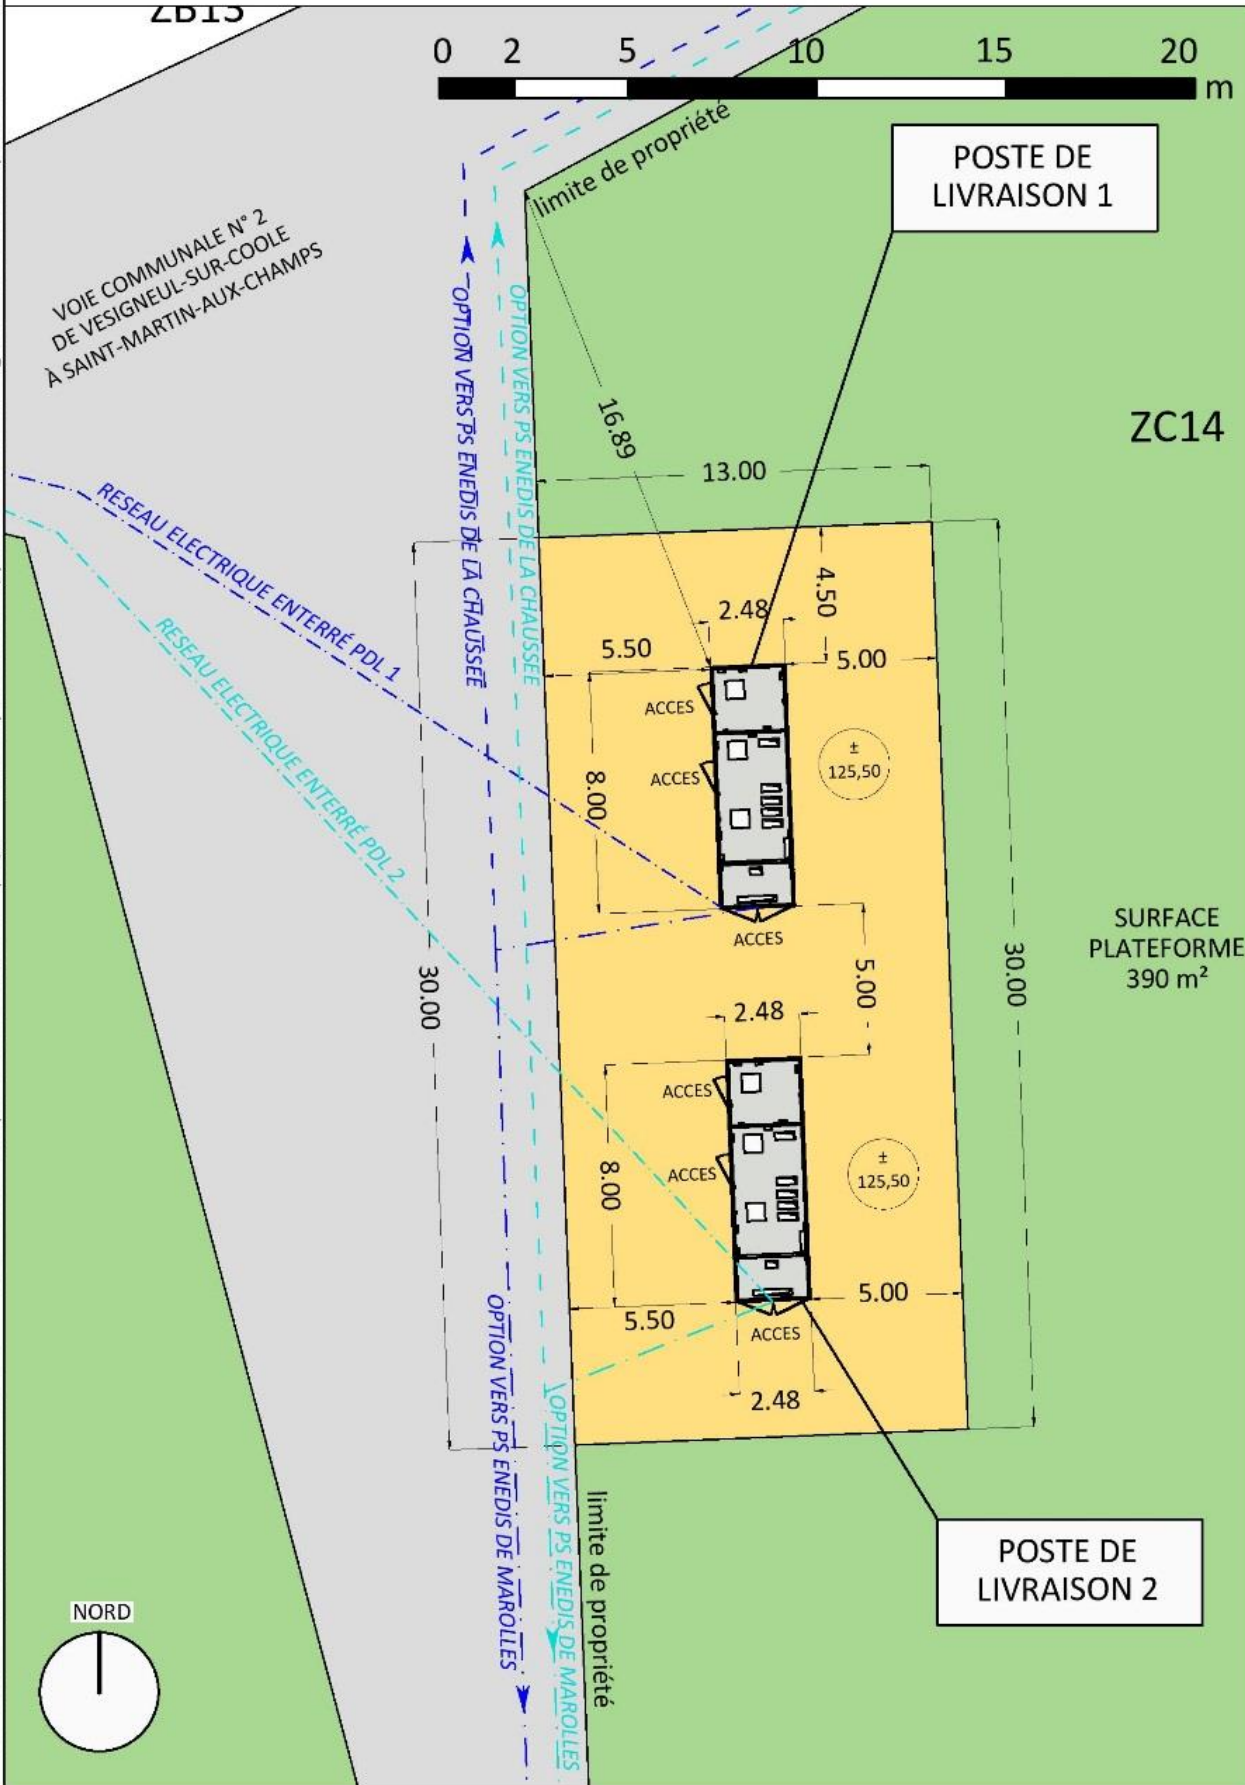 ZB13
0 2 5 10 15 20 m
limite de propriété
POSTE DE
LIVRAISON 1
VOIE COMMUNALE N° 2
DE VESIGNEUL-SUR-COOLE
À SAINT-MARTIN-AUX-CHAMPS
OPTION VERS PS ENEDIS DE LA CHAUSSÉE
OPTION VERS PS ENEDIS DE LA CHAUSSEE
16.89
ZC14
13.00
RESEAU ELECTRIQUE ENTERRÉ PDL 1
RESEAU ELECTRIQUE ENTERRÉ PDL 2
4.50
2.48
5.50
5.00
ACCES
ACCES
8.00
±
125,50
ACCES
SURFACE
PLATEFORME
390 m²
30.00
5.00
30.00
2.48
ACCES
ACCES
8.00
±
125,50
5.50
5.00
ACCES
2.48
OPTION VERS PS ENEDIS DE MAROLLES
OPTION VERS PS ENEDIS DE MAROLLES
limite de propriété
POSTE DE
LIVRAISON 2
NORD